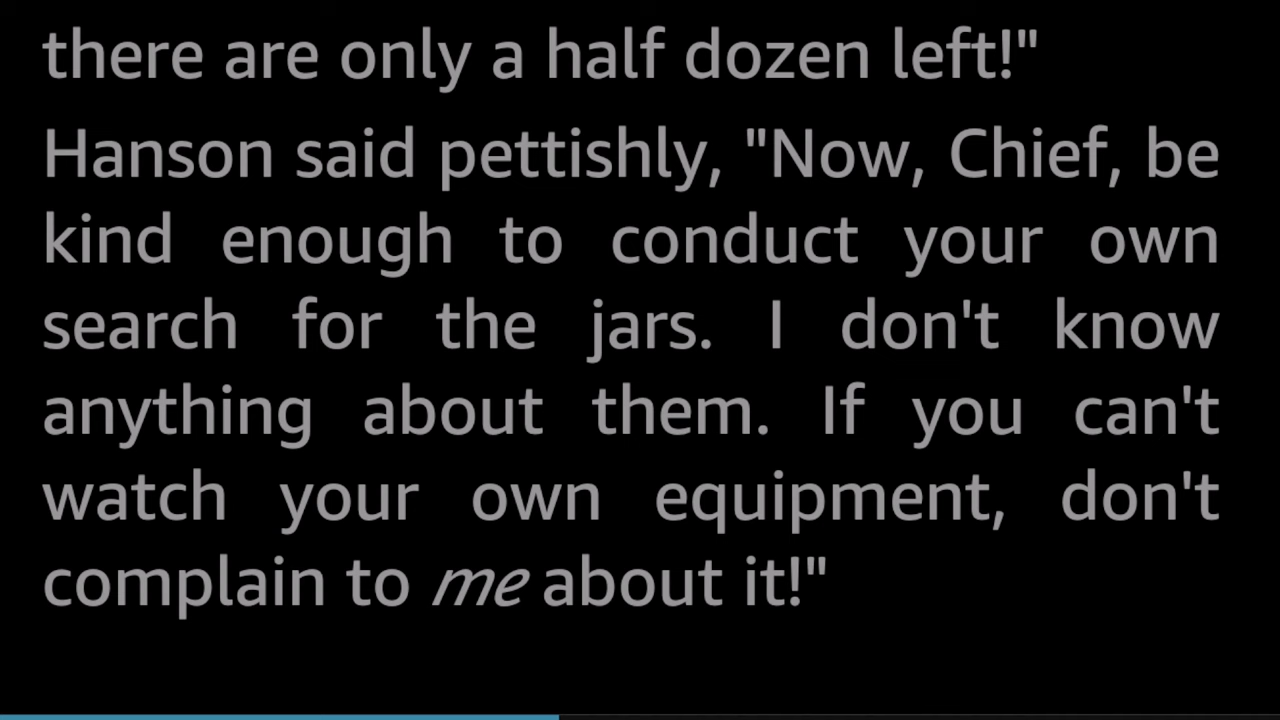 there are only a half dozen left!"
Hanson said pettishly, "Now, Chief, be
kind enough to conduct your own
search for the jars. I don't know
anything about them. If you can't
watch your own equipment, don't
complain to me about it!"